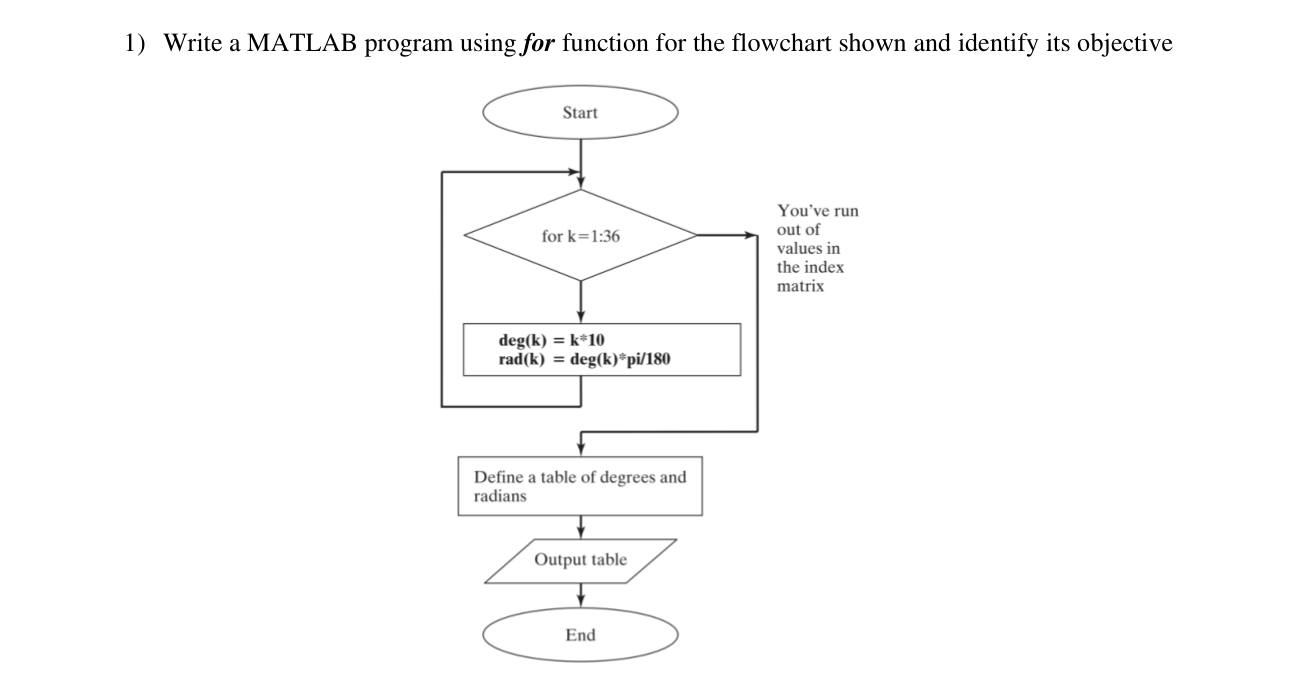 1) Write a MATLAB program using for function for the flowchart shown and identify its objective
Start
for k=1:36
You've run
out of
values in
the index
matrix
deg(k) = k*10
rad(k) = deg(k)*pi/180
Define a table of degrees and
radians
Output table
End